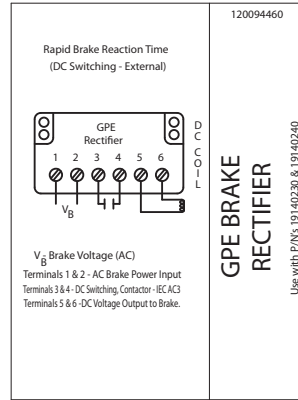 120094460
Rapid Brake Reaction Time
(DC Switching - External)
GPE
Rectifier
1 2 3 4 5 6
DC COIL
VB
VB- Brake Voltage (AC)
Terminals 1 & 2 - AC Brake Power Input
Terminals 3 & 4 - DC Switching, Contactor - IEC AC3
Terminals 5 & 6 -DC Voltage Output to Brake.
GPE BRAKE
RECTIFIER
Use with P/N's 19140230 & 19140240